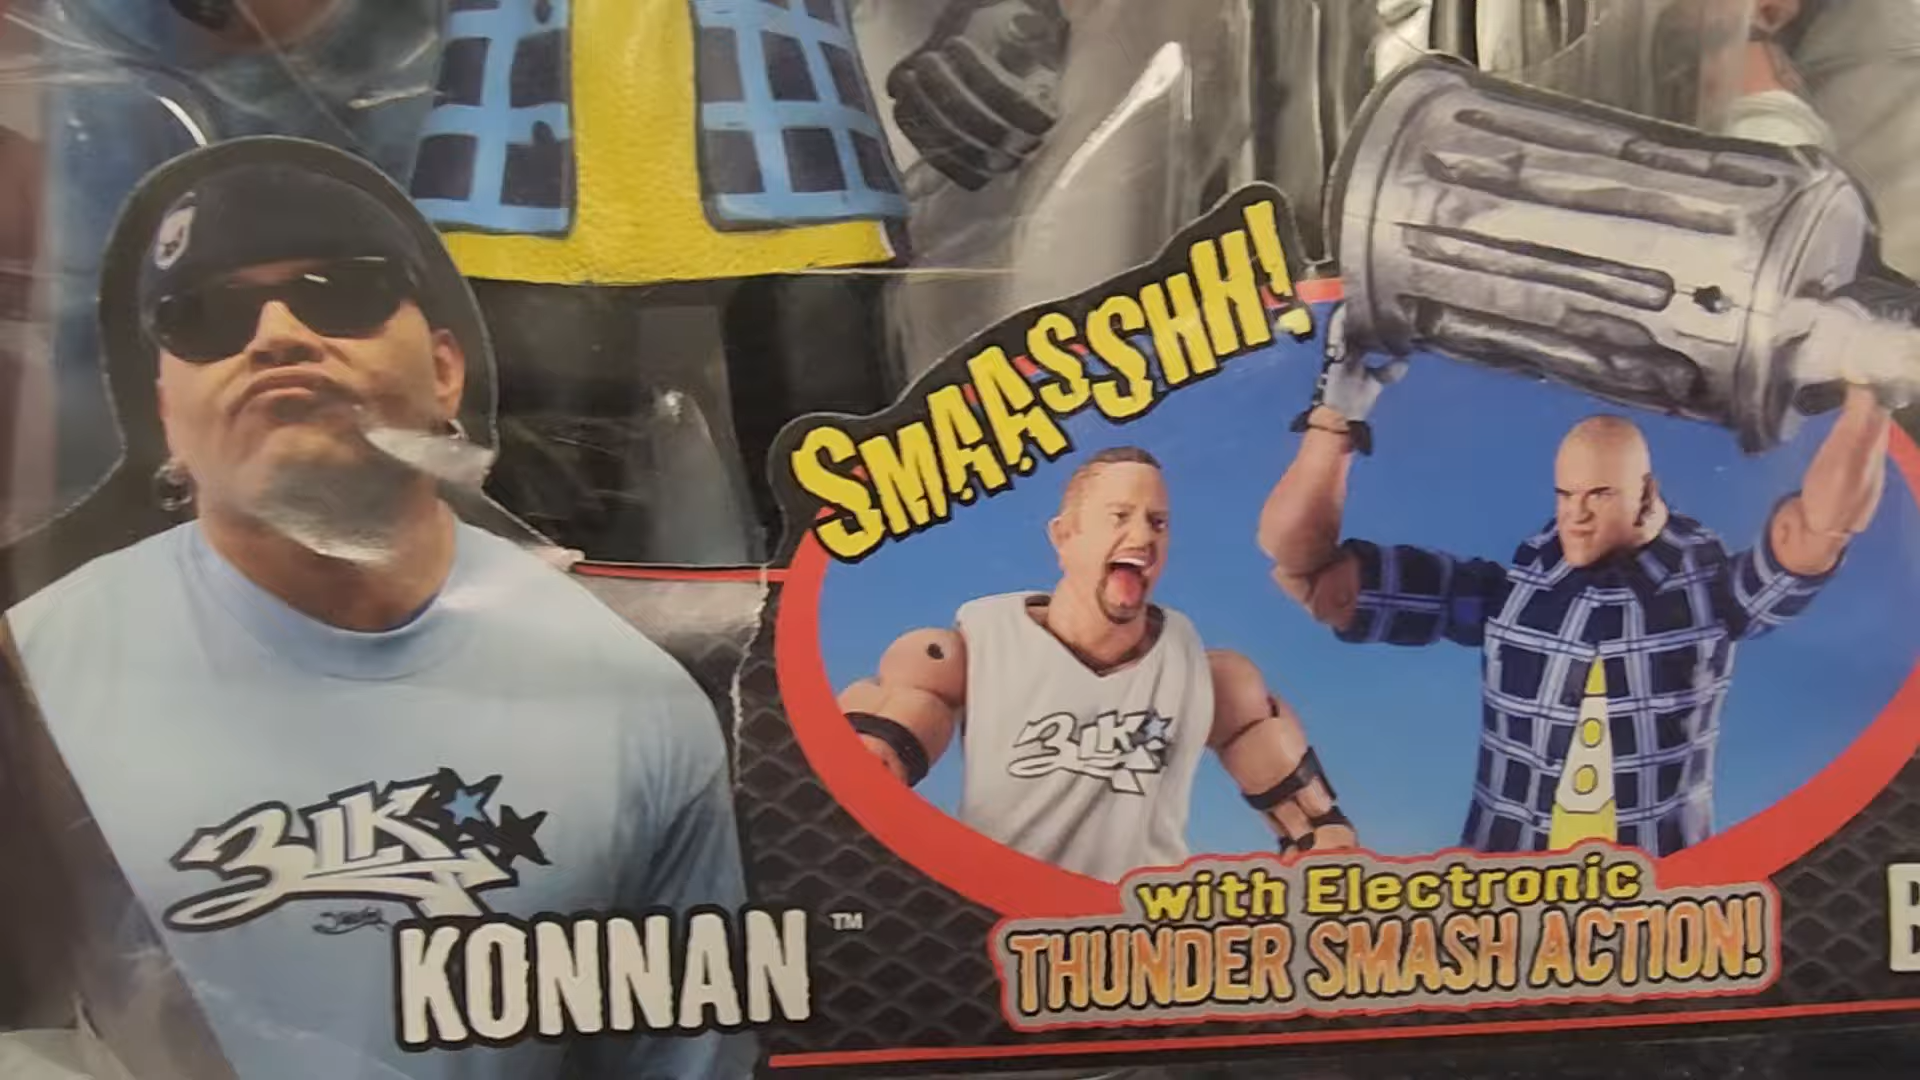 SMAASSHH!
3LK
3LK
with Electronic
THUNDER SMASH ACTION!
KONNAN™
B